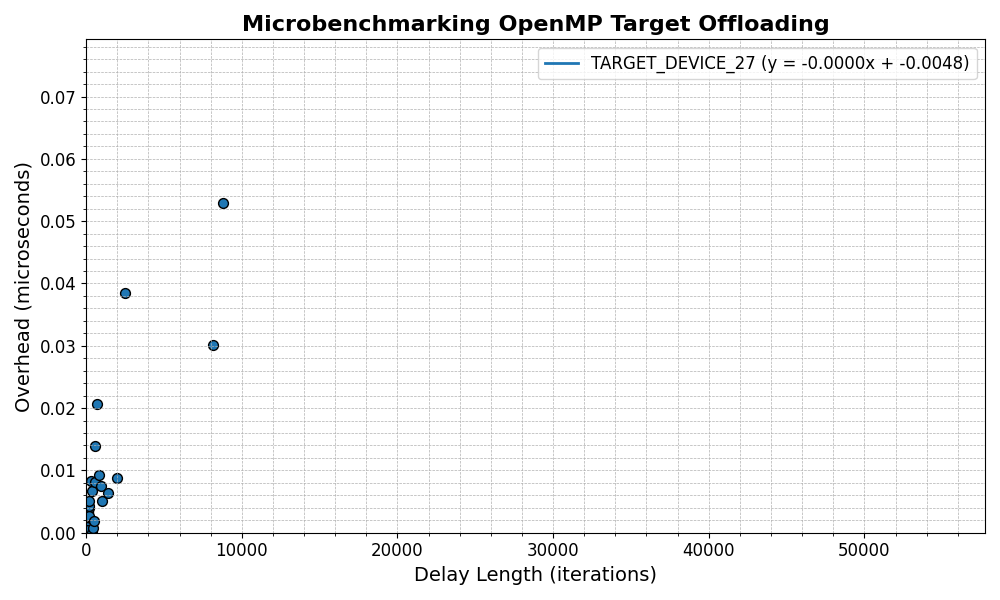 Microbenchmarking OpenMP Target Offloading
TARGET_DEVICE_27 (y = -0.0000x + -0.0048)
Overhead (microseconds)
0.07
0.06
0.05
0.04
0.03
0.02
0.01
0.00
0 10000 20000 30000 40000 50000
Delay Length (iterations)